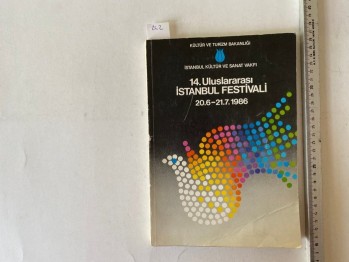 242
KÜLTÜR VE TURİZM BAKANLIĞI
İSTANBUL KÜLTÜR VE SANAT VAKFI
14. Uluslararası
İSTANBUL FESTİVALİ
20.6-21.7.1986